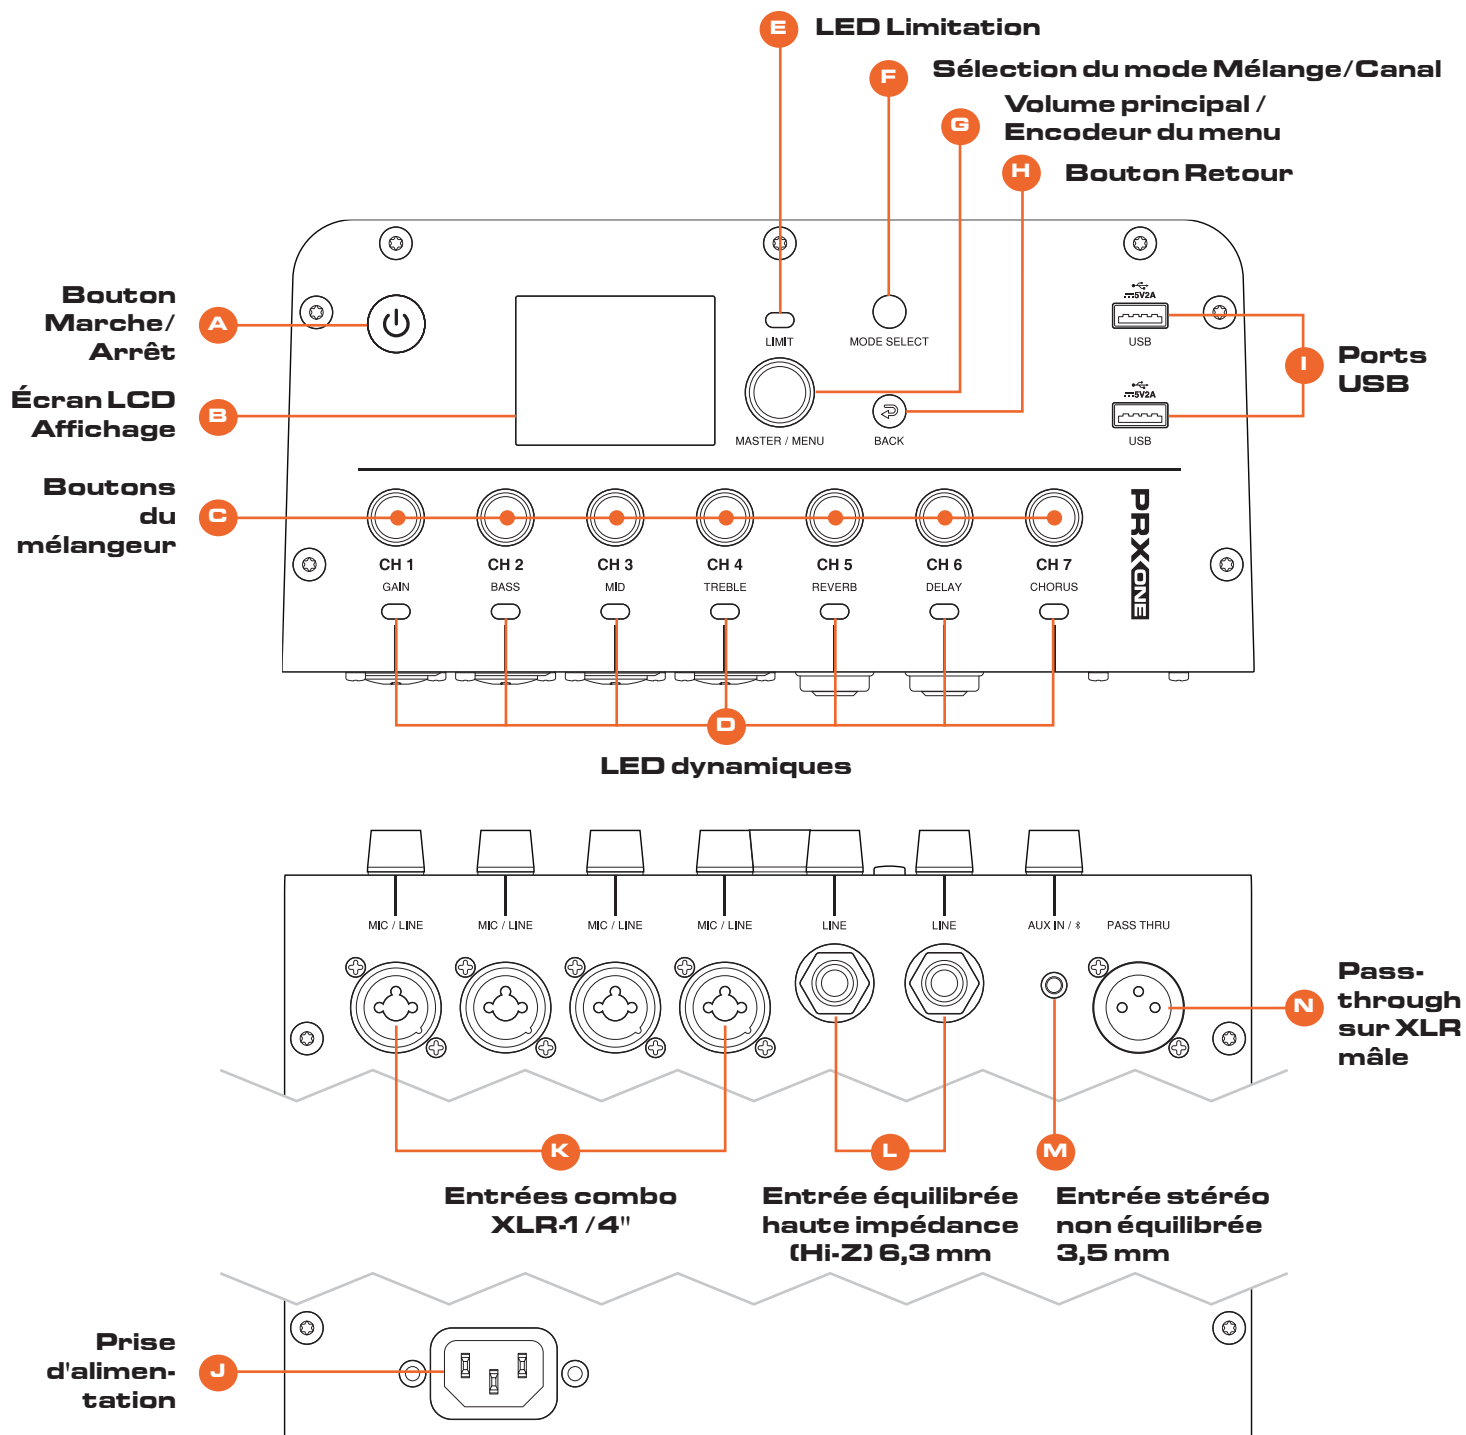 E LED Limitation
F Sélection du mode Mélange/Canal
G Volume principal /
Encodeur du menu
H Bouton Retour
Bouton
Marche/
Arrêt
A
Écran LCD
Affichage
B
Boutons
du
mélangeur
C
LIMIT
MODE SELECT
MASTER / MENU
BACK
5V2A
USB
5V2A
USB
I
Ports
USB
CH 1 CH 2 CH 3 CH 4 CH 5 CH 6 CH 7
GAIN BASS MID TREBLE REVERB DELAY CHORUS
PRXONE
D
LED dynamiques
MIC / LINE MIC / LINE MIC / LINE MIC / LINE LINE LINE AUX IN / PASS THRU
N
Pass-
through
sur XLR
mâle
K
Entrées combo
XLR-1/4"
L
Entrée équilibrée
haute impédance
(Hi-Z) 6,3 mm
M
Entrée stéréo
non équilibrée
3,5 mm
Prise
d'alimen-
tation
J